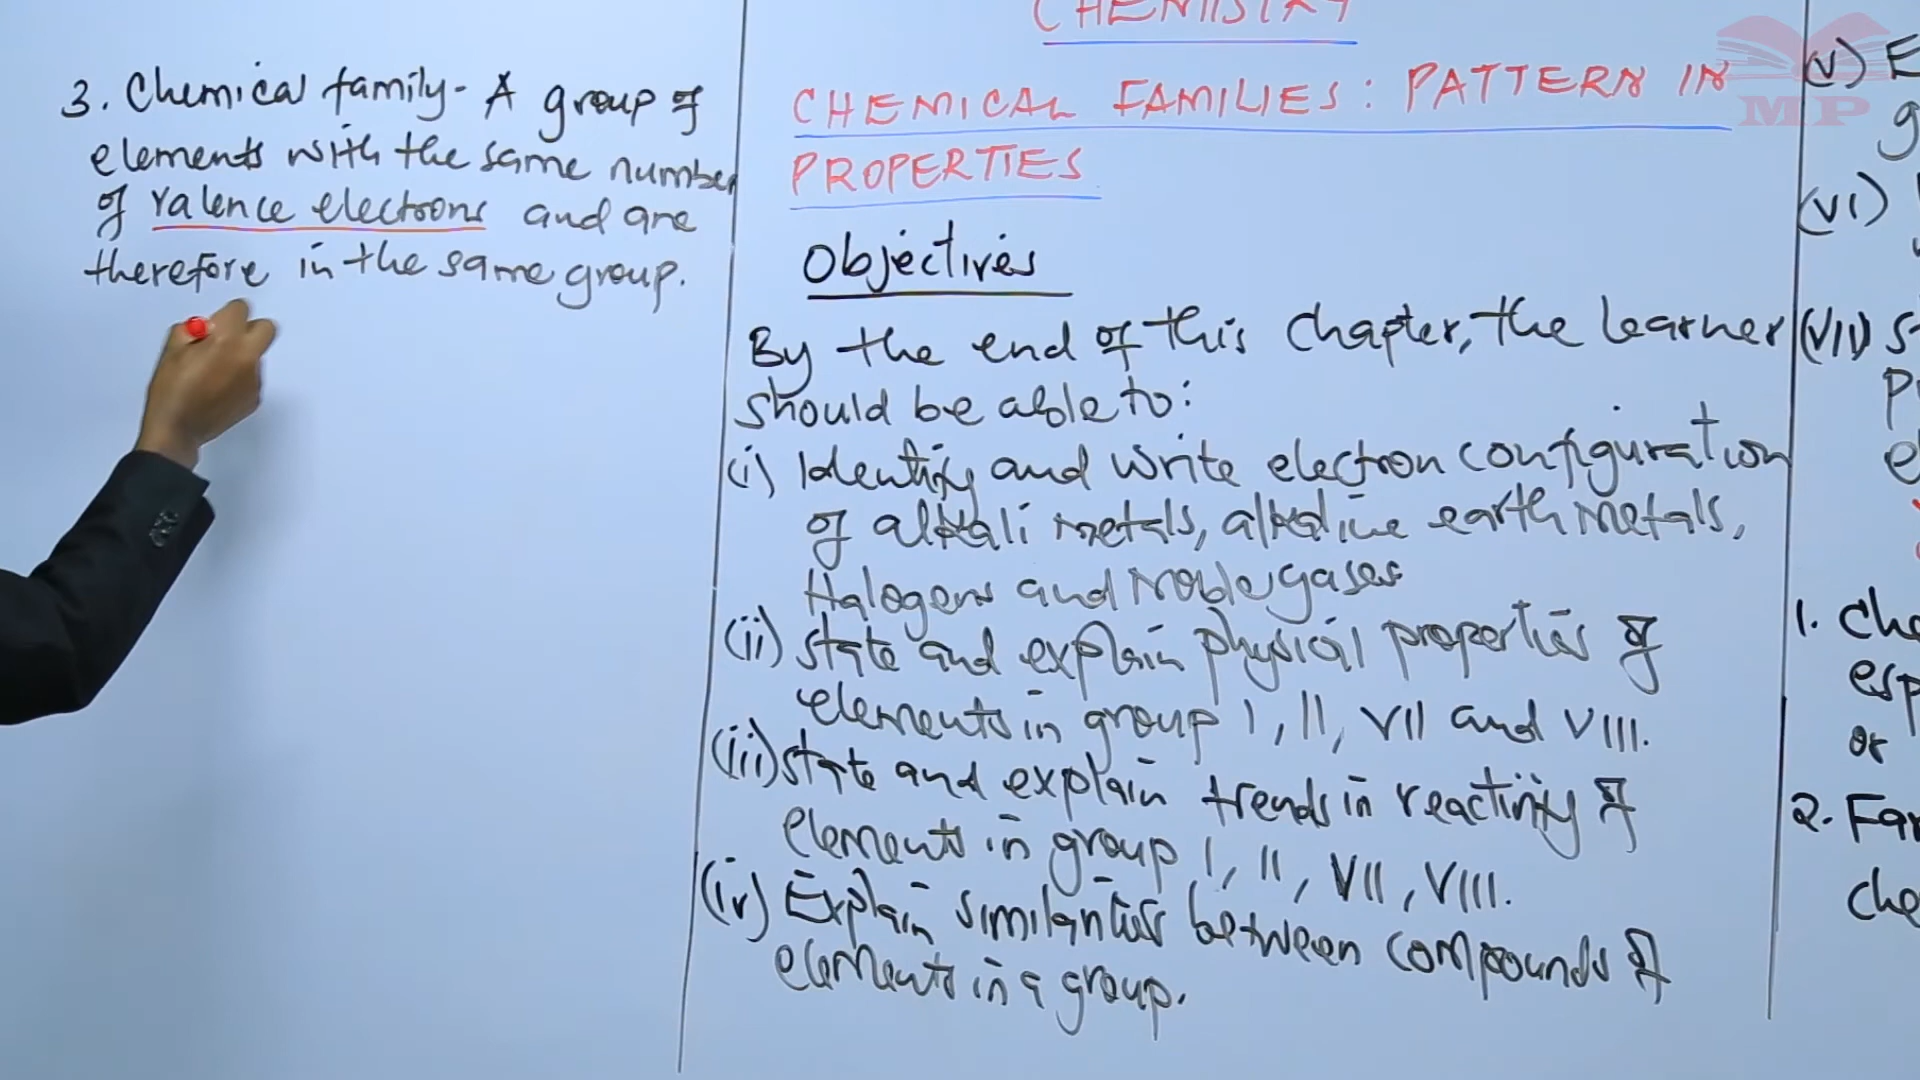 3. Chemical family - A group of
elements with the same number
of valence electrons and are
therefore in the same group.
CHEMISTRY
CHEMICAL FAMILIES: PATTERN IN
PROPERTIES
Objectives
By the end of this chapter, the learner
should be able to:
(i) Identify and write electron configuration
of alkali metals, alkaline earth metals,
Halogens and Noble gases
(ii) state and explain physical properties of
elements in group I, II, VII and VIII.
(iii) state and explain trends in reactivity of
elements in group I, II, VII, VIII.
(iv) Explain similarities between compounds of
elements in a group.
(v) E
g
(vi)
(vii) s
p
e
1. Che
esp
or
2. Fam
che
MP